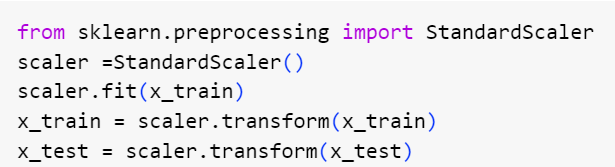 from sklearn.preprocessing import StandardScaler
scaler =StandardScaler()
scaler.fit(x_train)
x_train = scaler.transform(x_train)
x_test = scaler.transform(x_test)